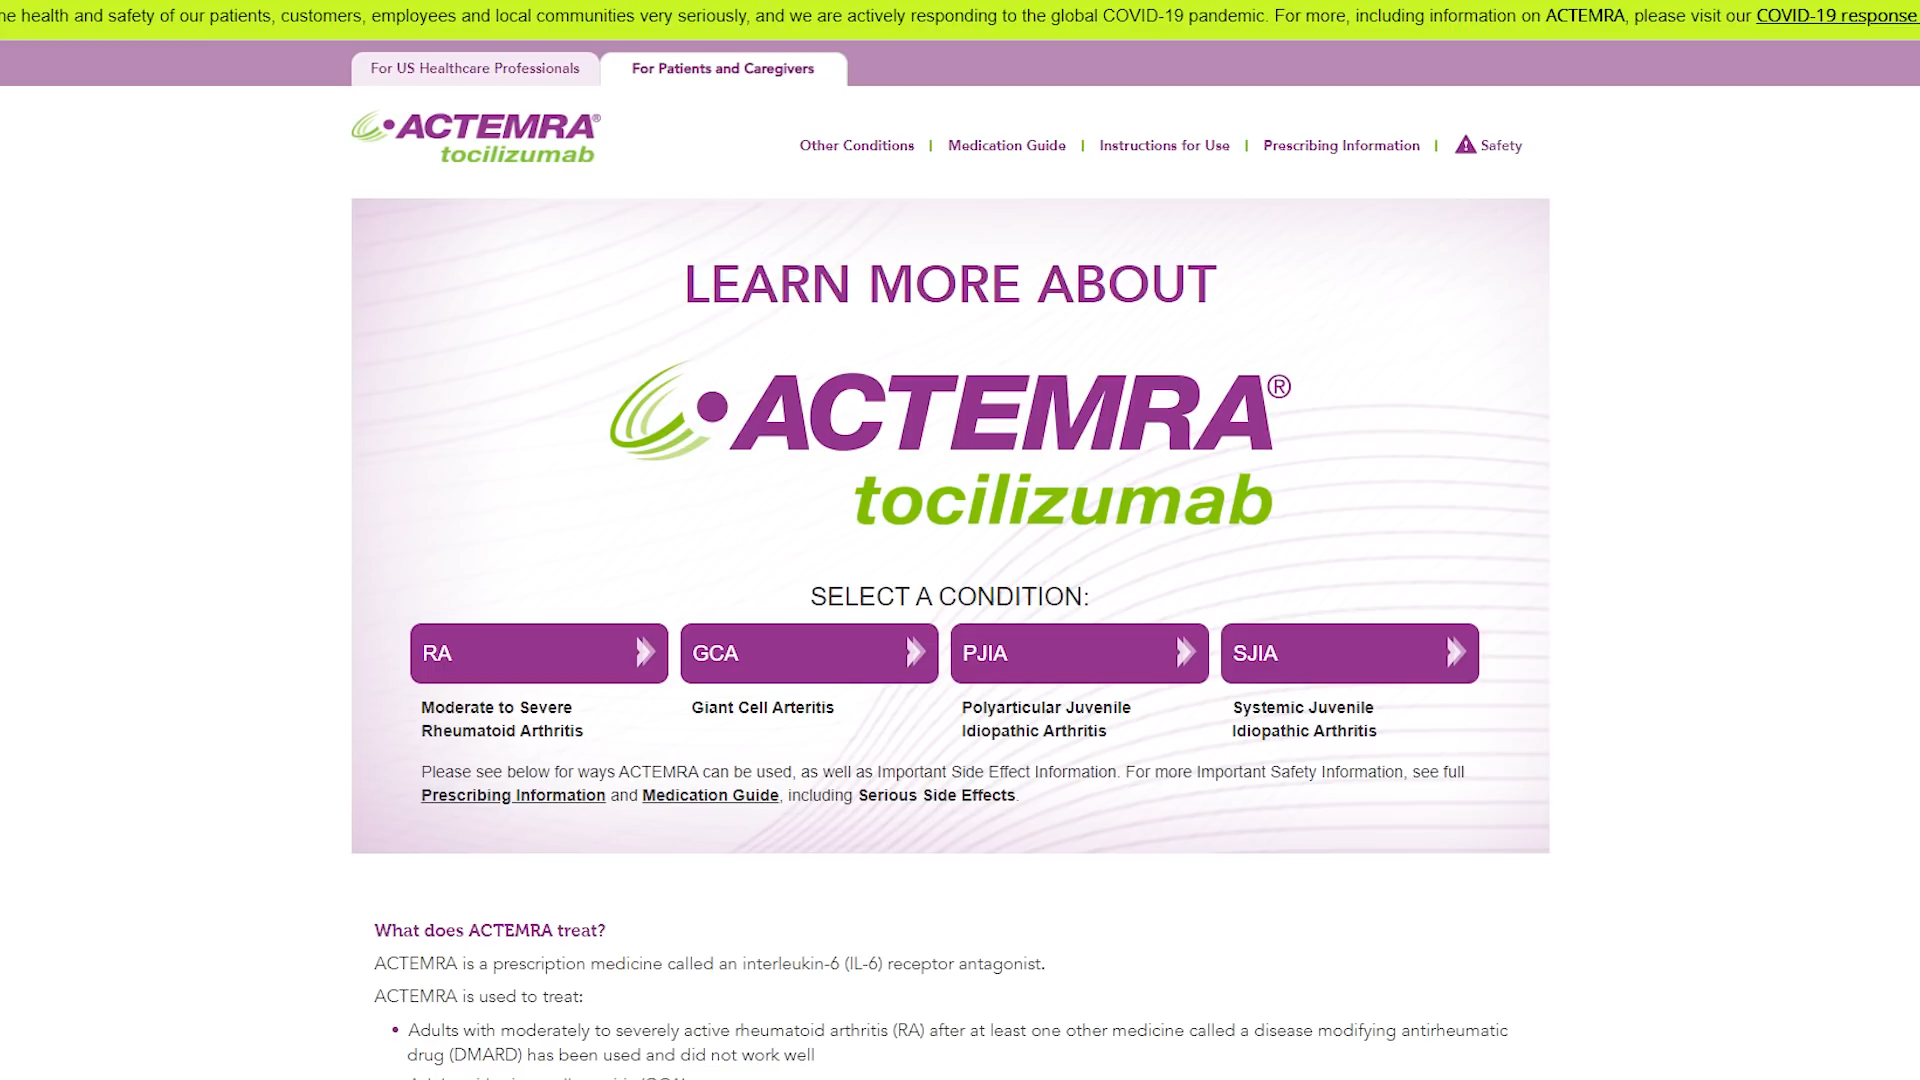 he health and safety of our patients, customers, employees and local communities very seriously, and we are actively responding to the global COVID-19 pandemic. For more, including information on ACTEMRA, please visit our COVID-19 response
For US Healthcare Professionals
For Patients and Caregivers
ACTEMRA®
tocilizumab
Other Conditions | Medication Guide | Instructions for Use | Prescribing Information | Safety
LEARN MORE ABOUT
ACTEMRA®
tocilizumab
SELECT A CONDITION:
RA
GCA
PJIA
SJIA
Moderate to Severe
Rheumatoid Arthritis
Giant Cell Arteritis
Polyarticular Juvenile
Idiopathic Arthritis
Systemic Juvenile
Idiopathic Arthritis
Please see below for ways ACTEMRA can be used, as well as Important Side Effect Information. For more Important Safety Information, see full
Prescribing Information and Medication Guide, including Serious Side Effects.
What does ACTEMRA treat?
ACTEMRA is a prescription medicine called an interleukin-6 (IL-6) receptor antagonist.
ACTEMRA is used to treat:
• Adults with moderately to severely active rheumatoid arthritis (RA) after at least one other medicine called a disease modifying antirheumatic
drug (DMARD) has been used and did not work well